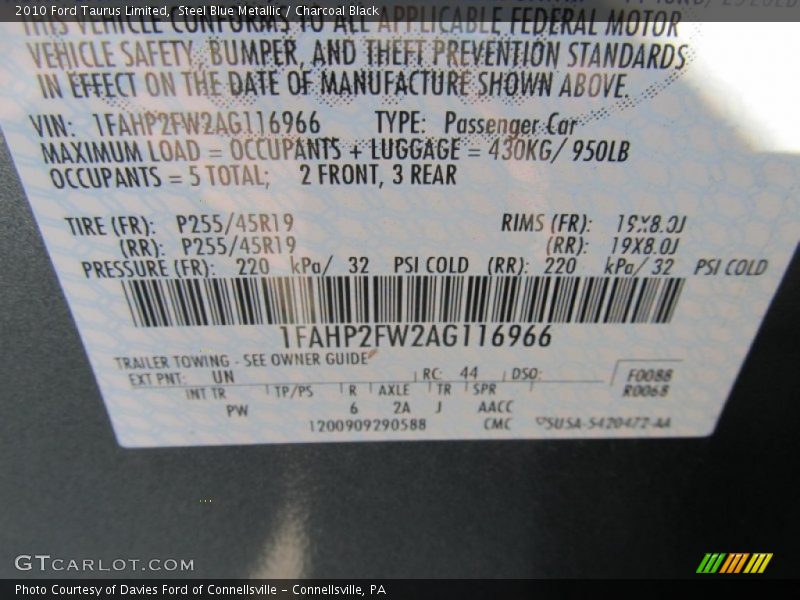 2010 Ford Taurus Limited, Steel Blue Metallic / Charcoal Black
THIS VEHICLE CONFORMS TO ALL APPLICABLE FEDERAL MOTOR
VEHICLE SAFETY, BUMPER, AND THEFT PREVENTION STANDARDS
IN EFFECT ON THE DATE OF MANUFACTURE SHOWN ABOVE.
VIN: 1FAHP2FW2AG116966 TYPE: Passenger Car
MAXIMUM LOAD = OCCUPANTS + LUGGAGE = 430KG/ 950LB
OCCUPANTS = 5 TOTAL; 2 FRONT, 3 REAR
TIRE (FR): P255/45R19 RIMS (FR): 19X8.0J
(RR): P255/45R19 (RR): 19X8.0J
PRESSURE (FR): 220 kPa/ 32 PSI COLD (RR): 220 kPa/ 32 PSI COLD
1FAHP2FW2AG116966
TRAILER TOWING - SEE OWNER GUIDE
EXT PNT: UN RC: 44 DSO: F0088
INT TR TP/PS R AXLE TR SPR R0068
PW 6 2A J AACC
1200909290588 CMC 5U5A-5420472-AA
GTCARLOT.COM
Photo Courtesy of Davies Ford of Connellsville - Connellsville, PA